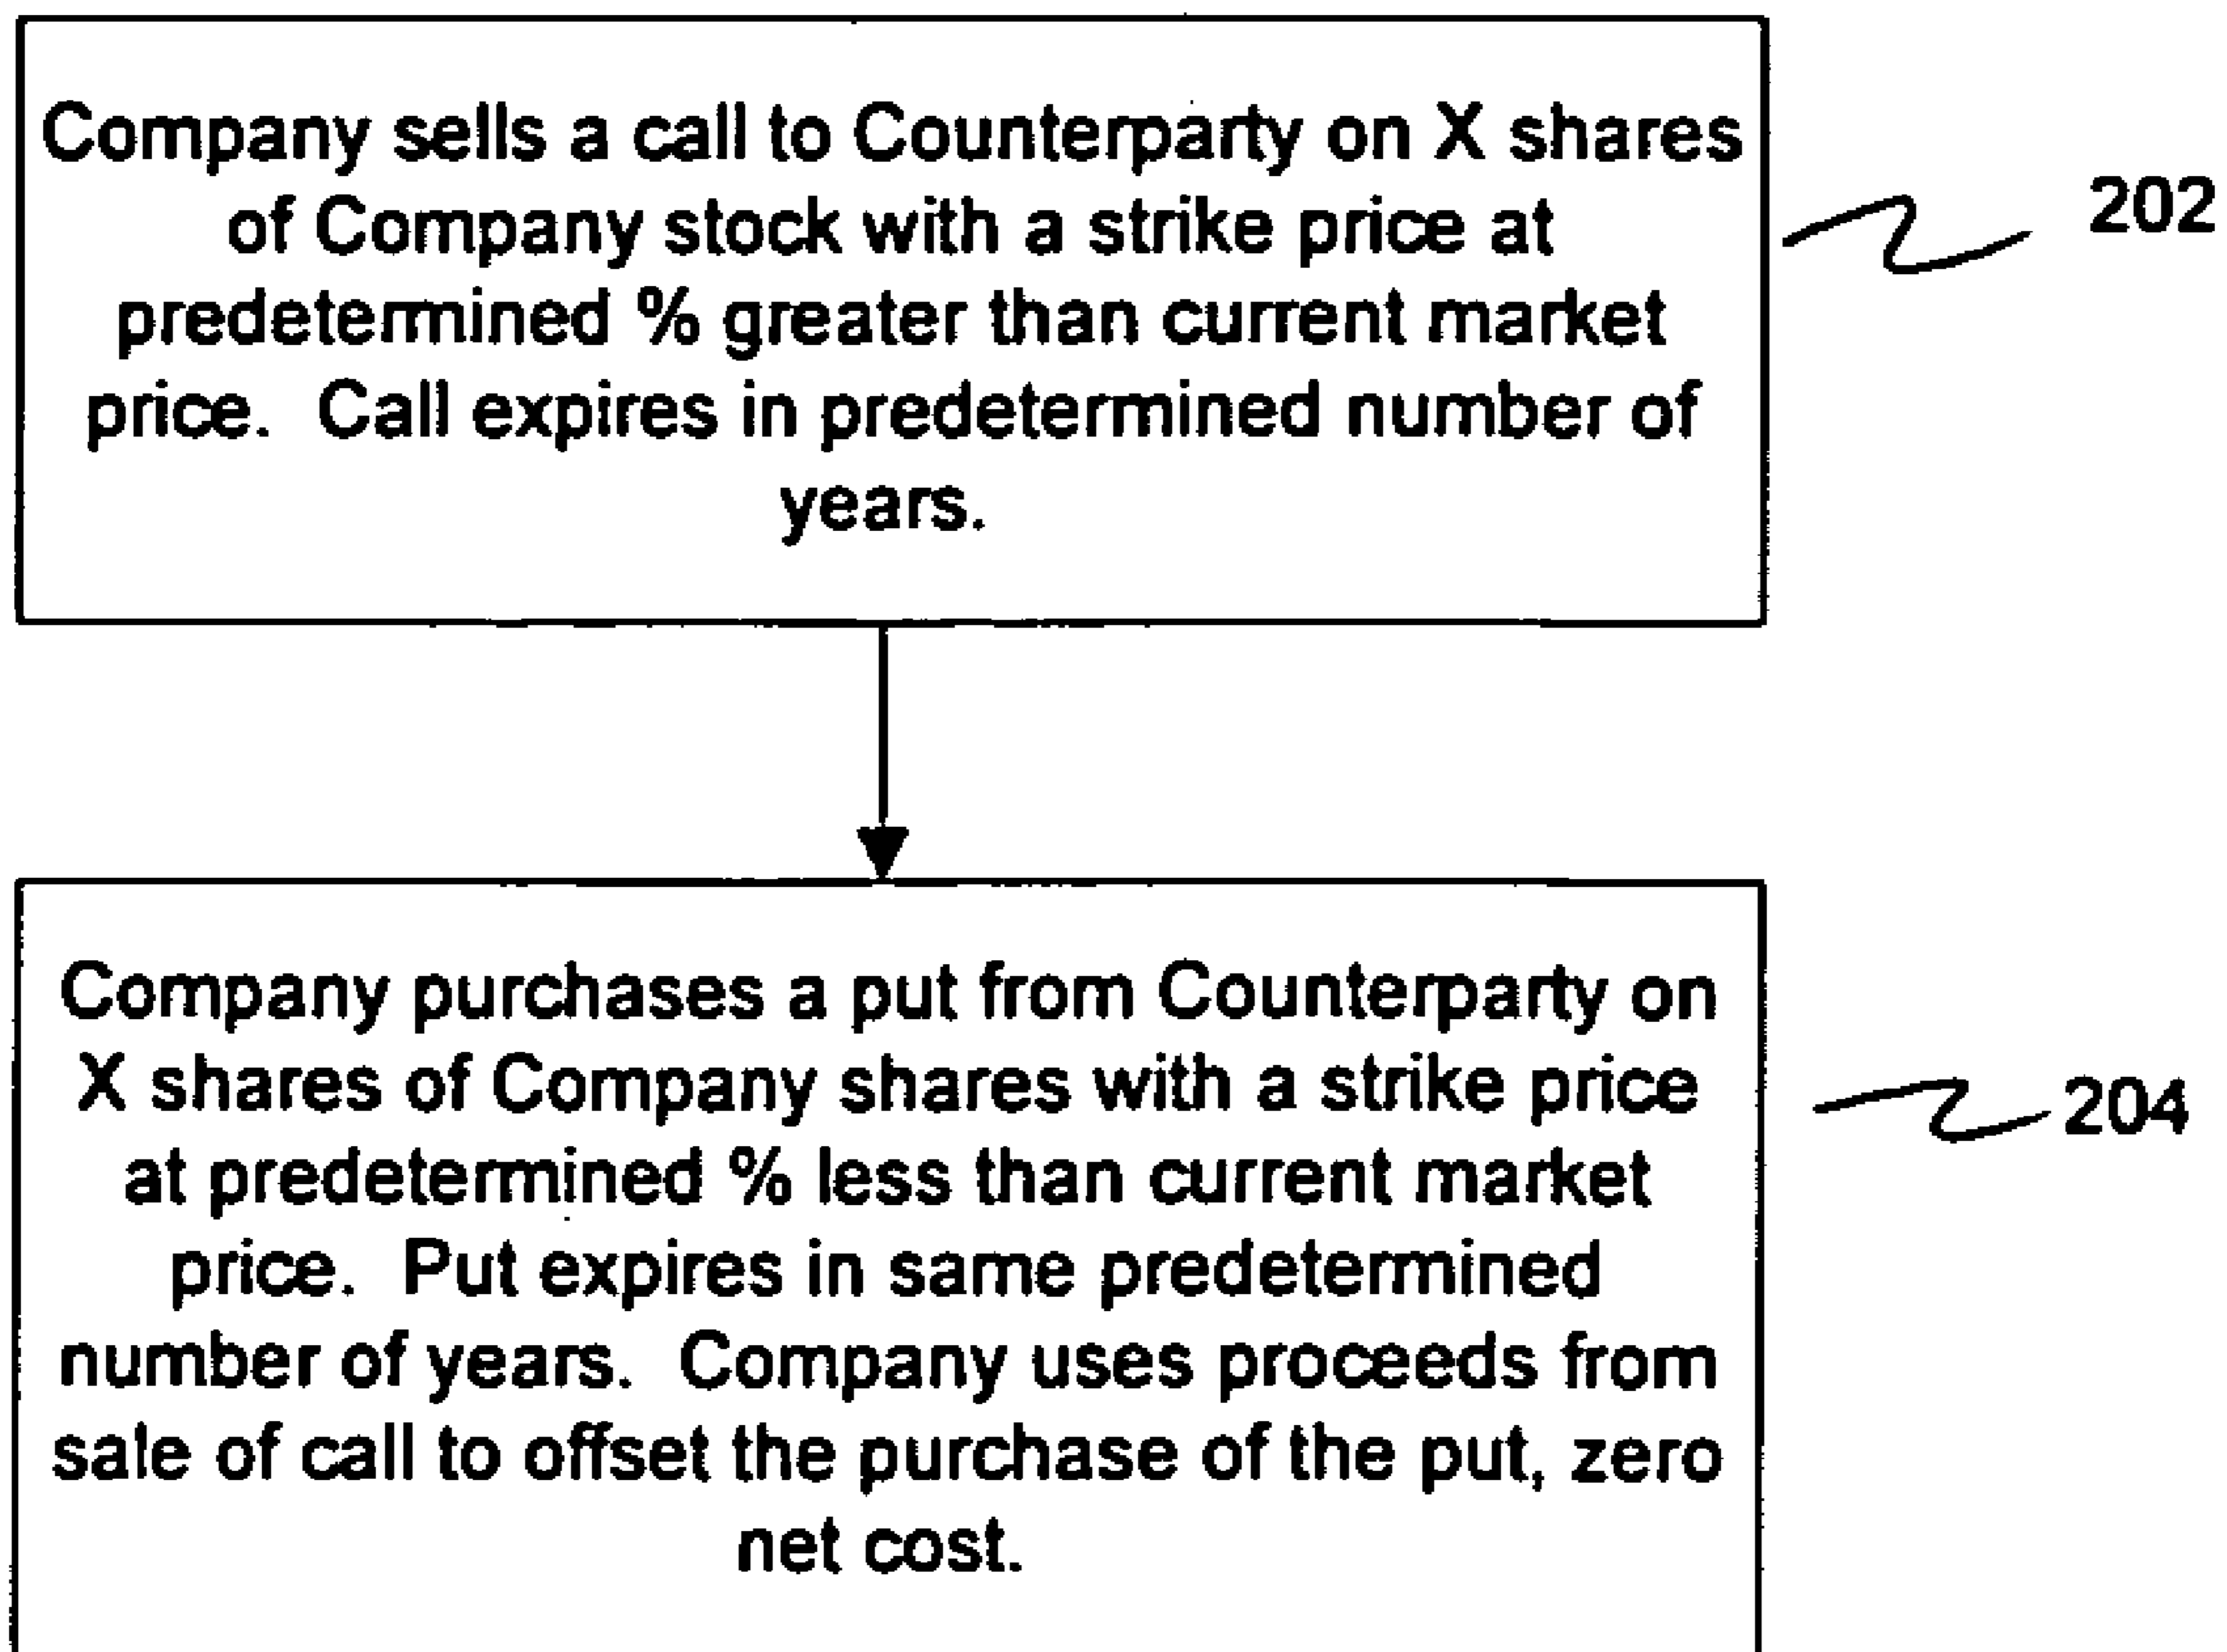 Company sells a call to Counterparty on X shares
of Company stock with a strike price at
predetermined % greater than current market
price. Call expires in predetermined number of
years.
202
Company purchases a put from Counterparty on
X shares of Company shares with a strike price
at predetermined % less than current market
price. Put expires in same predetermined
number of years. Company uses proceeds from
sale of call to offset the purchase of the put, zero
net cost.
204